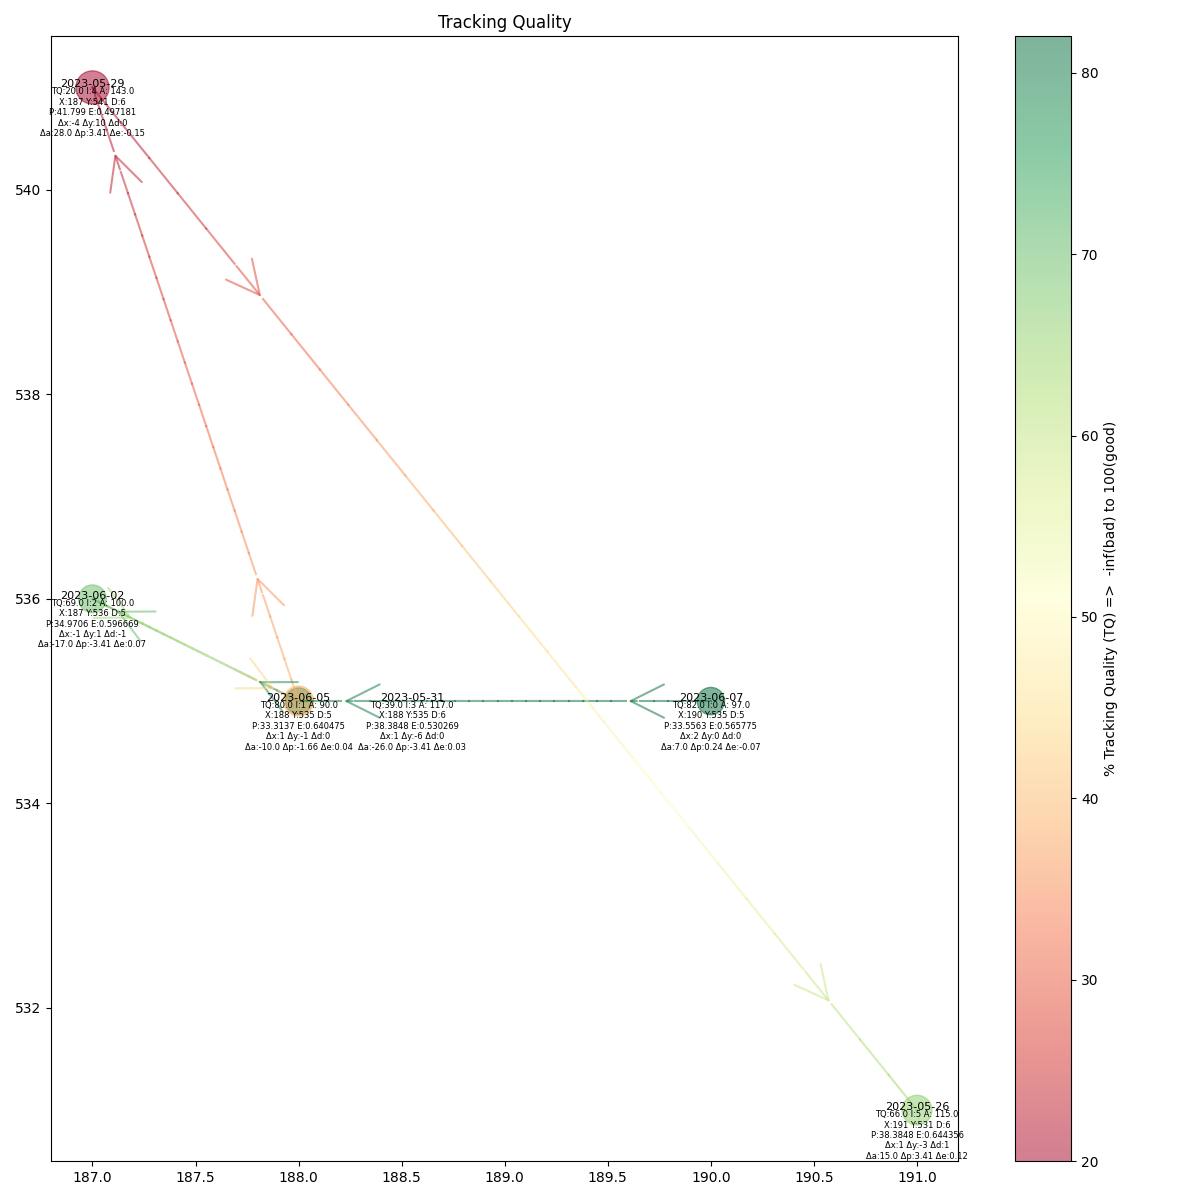 Tracking Quality
2023-05-29
TQ:20.0 I:4 A: 143.0
X:187 Y:541 D:6
P:41.799 E:0.497181
Δx:-4 Δy:10 Δd:0
Δa:28.0 Δp:3.41 Δe:-0.15
2023-06-02
TQ:69.0 I:2 A: 100.0
X:187 Y:536 D:5
P:34.9706 E:0.596669
Δx:-1 Δy:1 Δd:-1
Δa:-17.0 Δp:-3.41 Δe:0.07
2023-06-05
TQ:80.0 I:1 A: 90.0
X:188 Y:535 D:5
P:33.3137 E:0.640475
Δx:1 Δy:-1 Δd:0
Δa:-10.0 Δp:-1.66 Δe:0.04
2023-05-31
TQ:39.0 I:3 A: 117.0
X:188 Y:535 D:6
P:38.3848 E:0.530269
Δx:1 Δy:-6 Δd:0
Δa:-26.0 Δp:-3.41 Δe:0.03
2023-06-07
TQ:82.0 I:0 A: 97.0
X:190 Y:535 D:5
P:33.5563 E:0.565775
Δx:2 Δy:0 Δd:0
Δa:7.0 Δp:0.24 Δe:-0.07
2023-05-26
TQ:66.0 I:5 A: 115.0
X:191 Y:531 D:6
P:38.3848 E:0.644356
Δx:1 Δy:-3 Δd:1
Δa:15.0 Δp:3.41 Δe:0.12
540
538
536
534
532
187.0 187.5 188.0 188.5 189.0 189.5 190.0 190.5 191.0
80
70
60
50
40
30
20
% Tracking Quality (TQ) => -inf(bad) to 100(good)